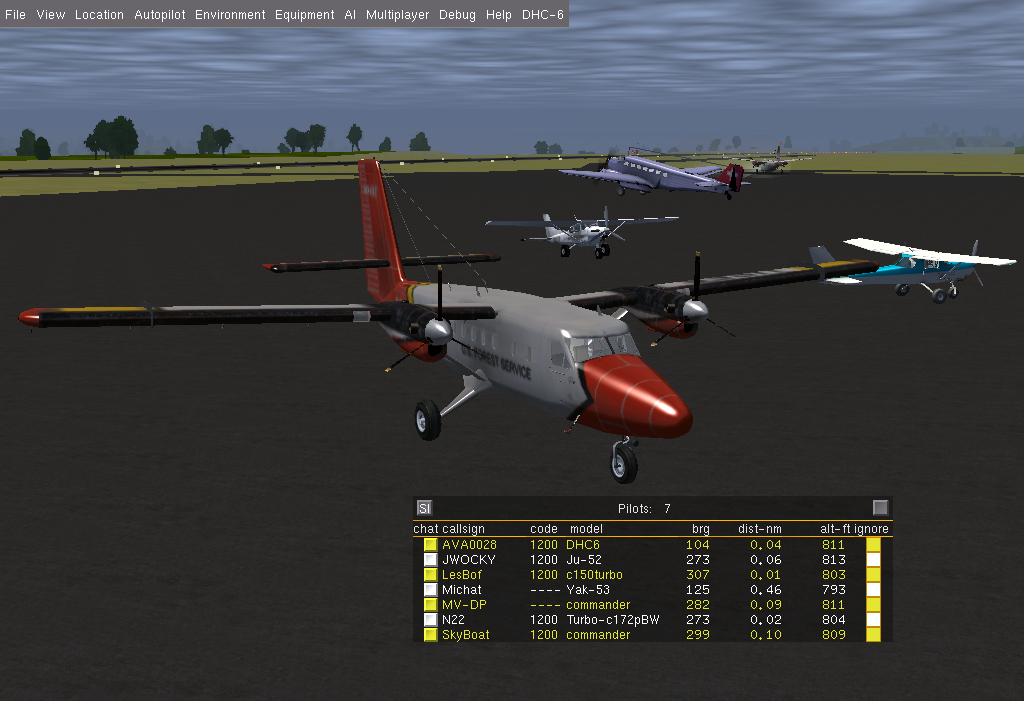 File View Location Autopilot Environment Equipment AI Multiplayer Debug Help DHC-6
U.S. FOREST SERVICE
SI Pilots: 7
chat callsign code model brg dist-nm alt-ft ignore
AVA0028 1200 DHC6 104 0.04 811
JWOCKY 1200 Ju-52 273 0.06 813
LesBof 1200 c150turbo 307 0.01 803
Michat ---- Yak-53 125 0.46 793
MV-DP ---- commander 282 0.09 811
N22 1200 Turbo-c172pBW 273 0.02 804
SkyBoat 1200 commander 299 0.10 809